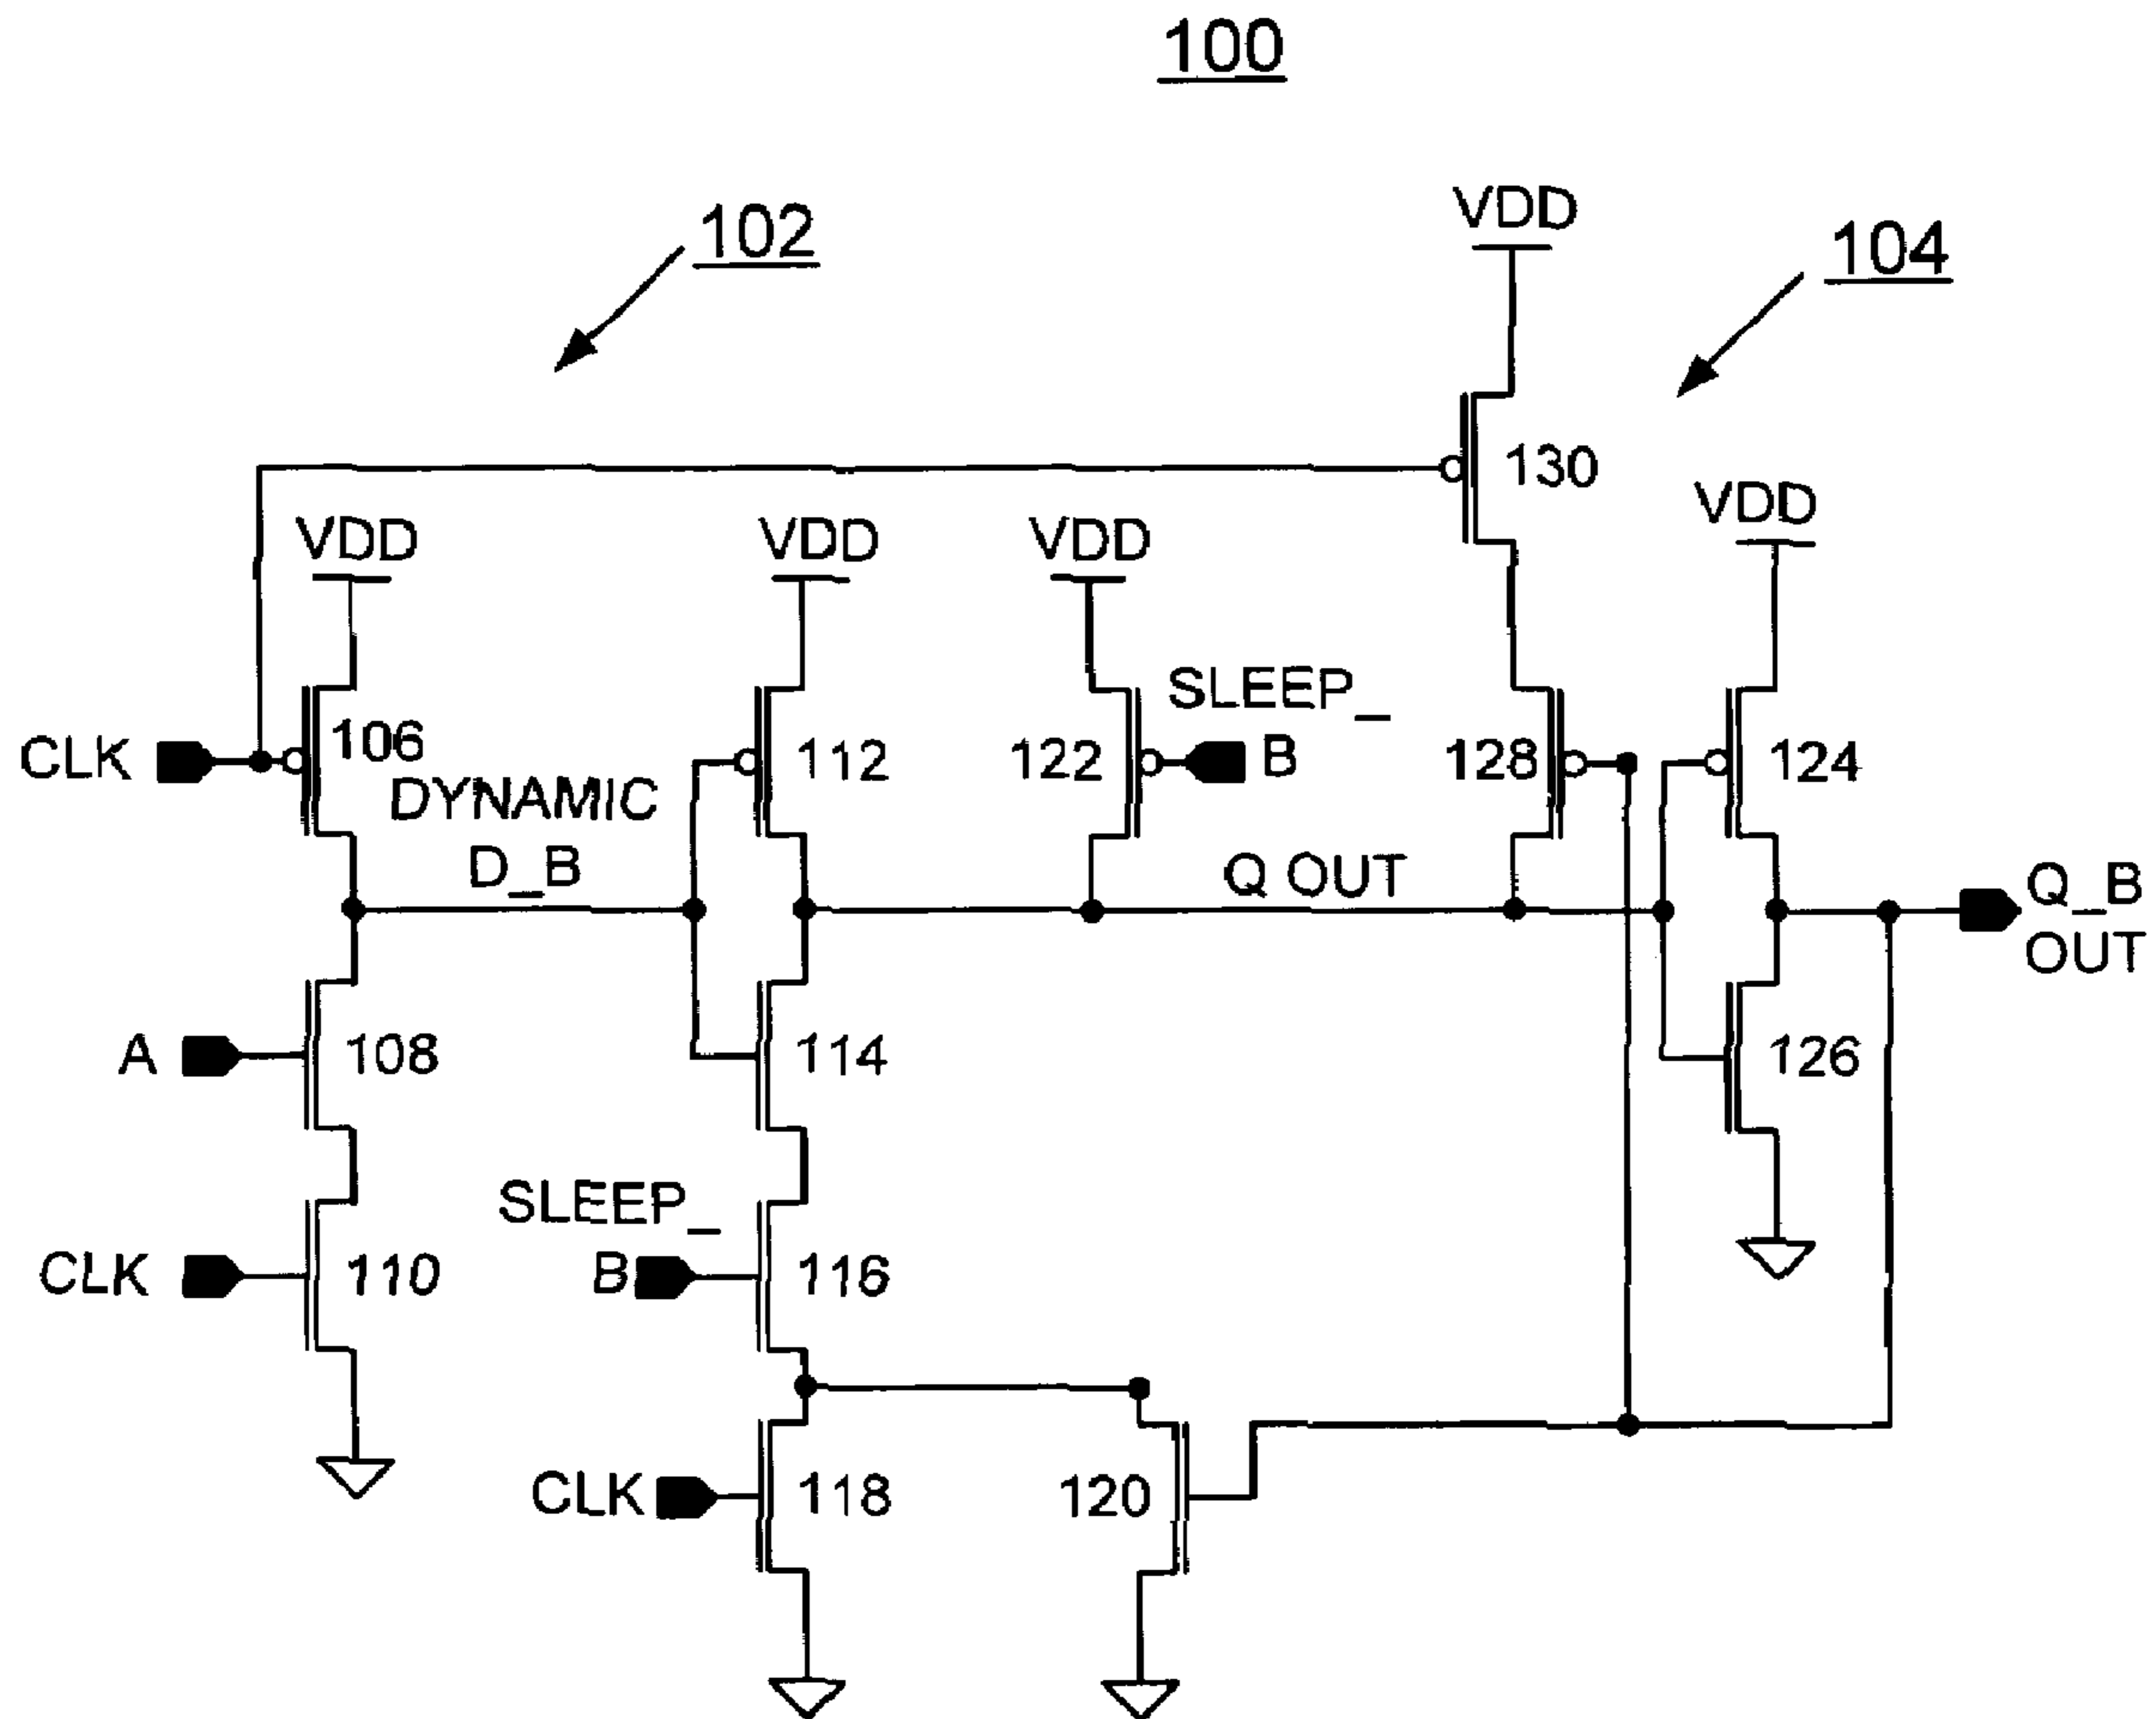 100
102
VDD
104
130
VDD
VDD
VDD
VDD
SLEEP_
CLK
106
112
122
B
128
124
DYNAMIC
D_B
Q OUT
Q_B
OUT
A
108
114
126
SLEEP_
CLK
110
B
116
CLK
118
120